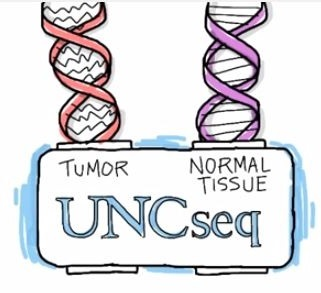 TUMOR
NORMAL
TISSUE
UNCseq